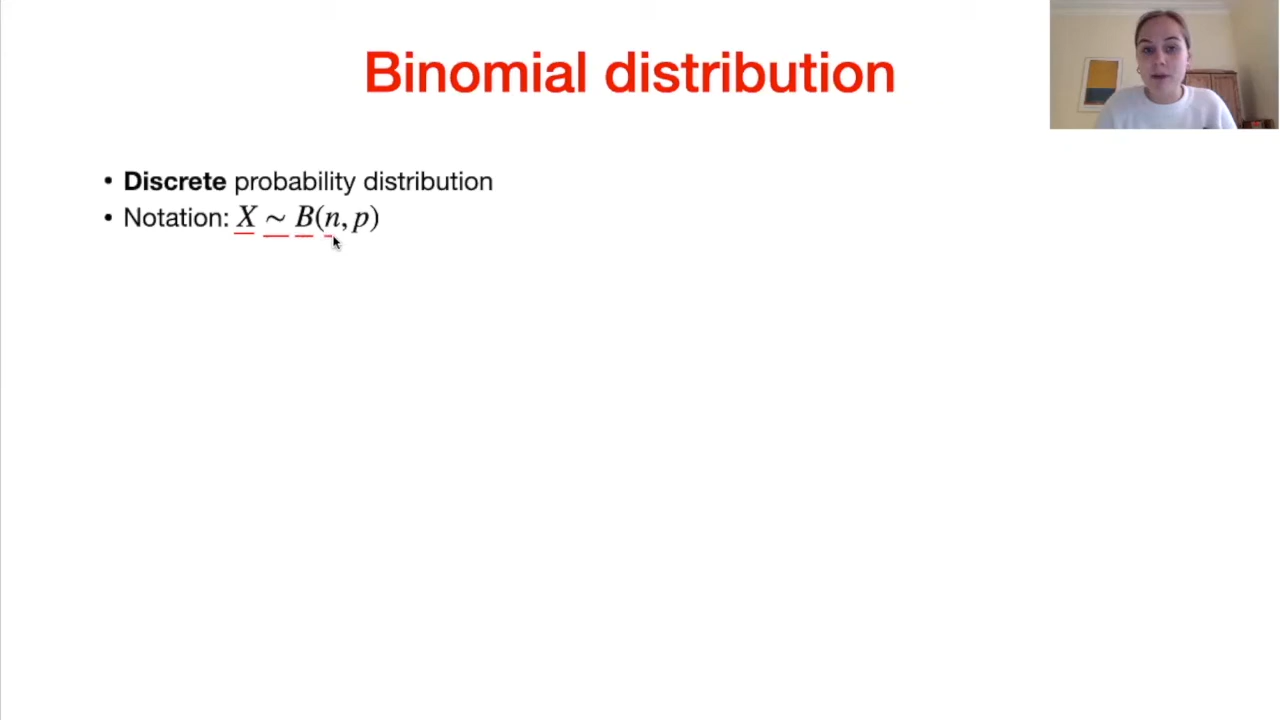 Binomial distribution
• Discrete probability distribution
• Notation: X ∼ B(n, p)